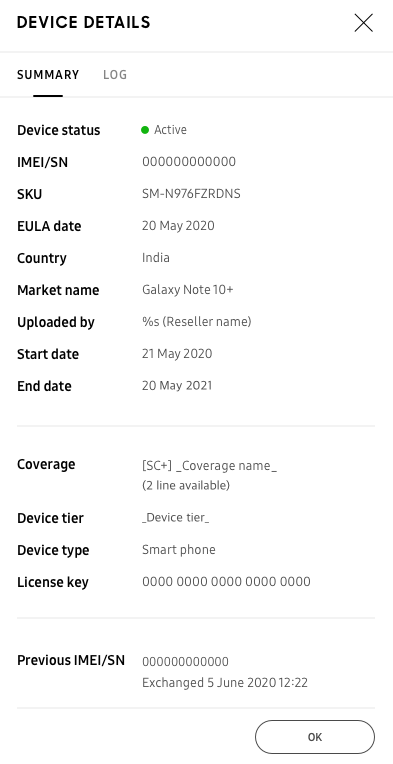 DEVICE DETAILS
SUMMARY LOG
Device status Active
IMEI/SN 000000000000
SKU SM-N976FZRDNS
EULA date 20 May 2020
Country India
Market name Galaxy Note 10+
Uploaded by %s (Reseller name)
Start date 21 May 2020
End date 20 May 2021
Coverage [SC+] _Coverage name_
(2 line available)
Device tier _Device tier_
Device type Smart phone
License key 0000 0000 0000 0000 0000
Previous IMEI/SN 000000000000
Exchanged 5 June 2020 12:22
OK